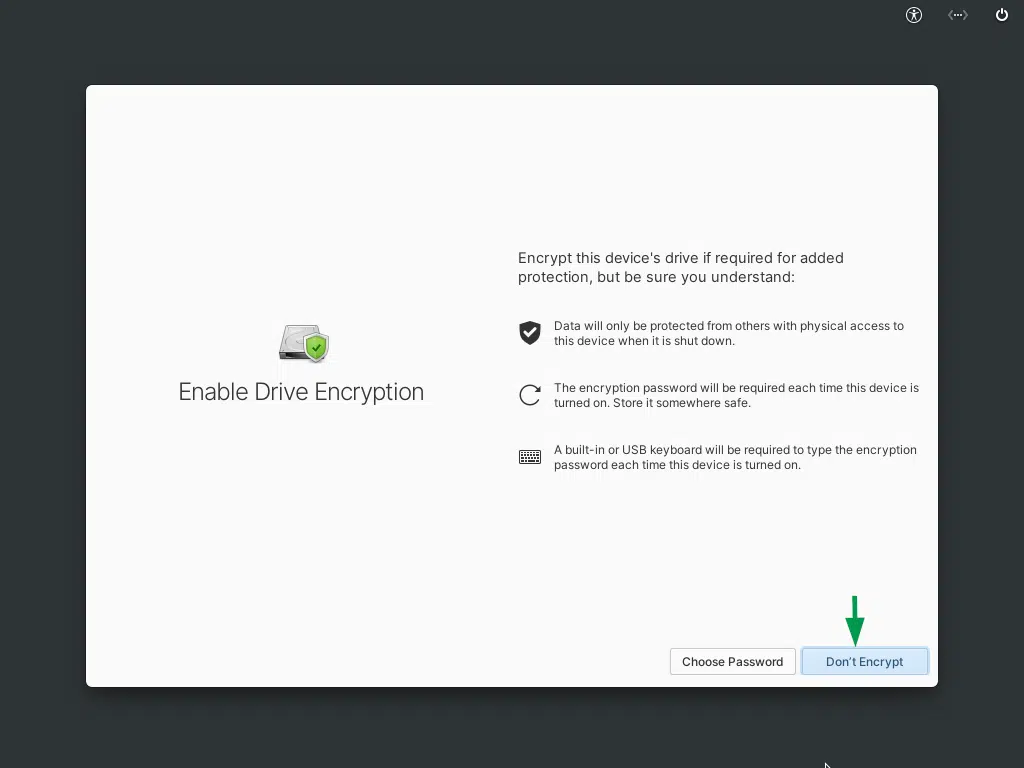 Enable Drive Encryption
Encrypt this device's drive if required for added
protection, but be sure you understand:
Data will only be protected from others with physical access to
this device when it is shut down.
The encryption password will be required each time this device is
turned on. Store it somewhere safe.
A built-in or USB keyboard will be required to type the encryption
password each time this device is turned on.
Choose Password
Don’t Encrypt